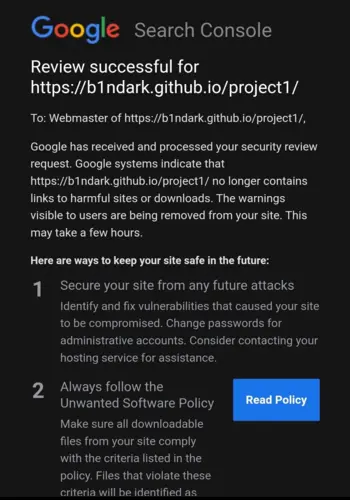 Google Search Console
Review successful for
https://b1ndark.github.io/project1/
To: Webmaster of https://b1ndark.github.io/project1/,
Google has received and processed your security review
request. Google systems indicate that
https://b1ndark.github.io/project1/ no longer contains
links to harmful sites or downloads. The warnings
visible to users are being removed from your site. This
may take a few hours.
Here are ways to keep your site safe in the future:
1 Secure your site from any future attacks
Identify and fix vulnerabilities that caused your site
to be compromised. Change passwords for
administrative accounts. Consider contacting your
hosting service for assistance.
2 Always follow the
Unwanted Software Policy
Make sure all downloadable
files from your site comply
with the criteria listed in the
policy. Files that violate these
criteria will be identified as
Read Policy